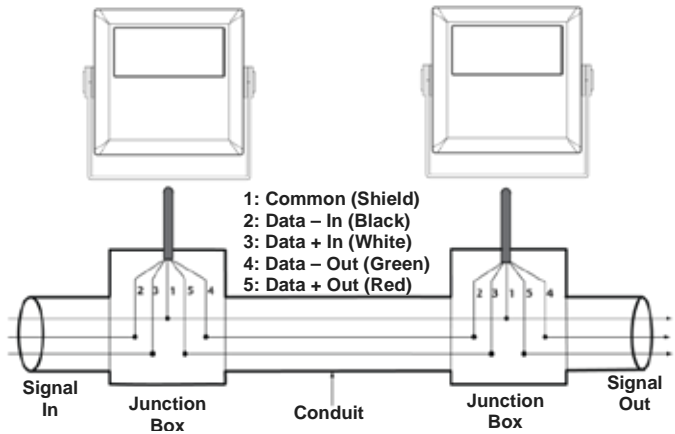 1: Common (Shield)
2: Data – In (Black)
3: Data + In (White)
4: Data – Out (Green)
5: Data + Out (Red)
2 3 1 5 4
2 3 1 5 4
Signal
In
Junction
Box
Conduit
Junction
Box
Signal
Out